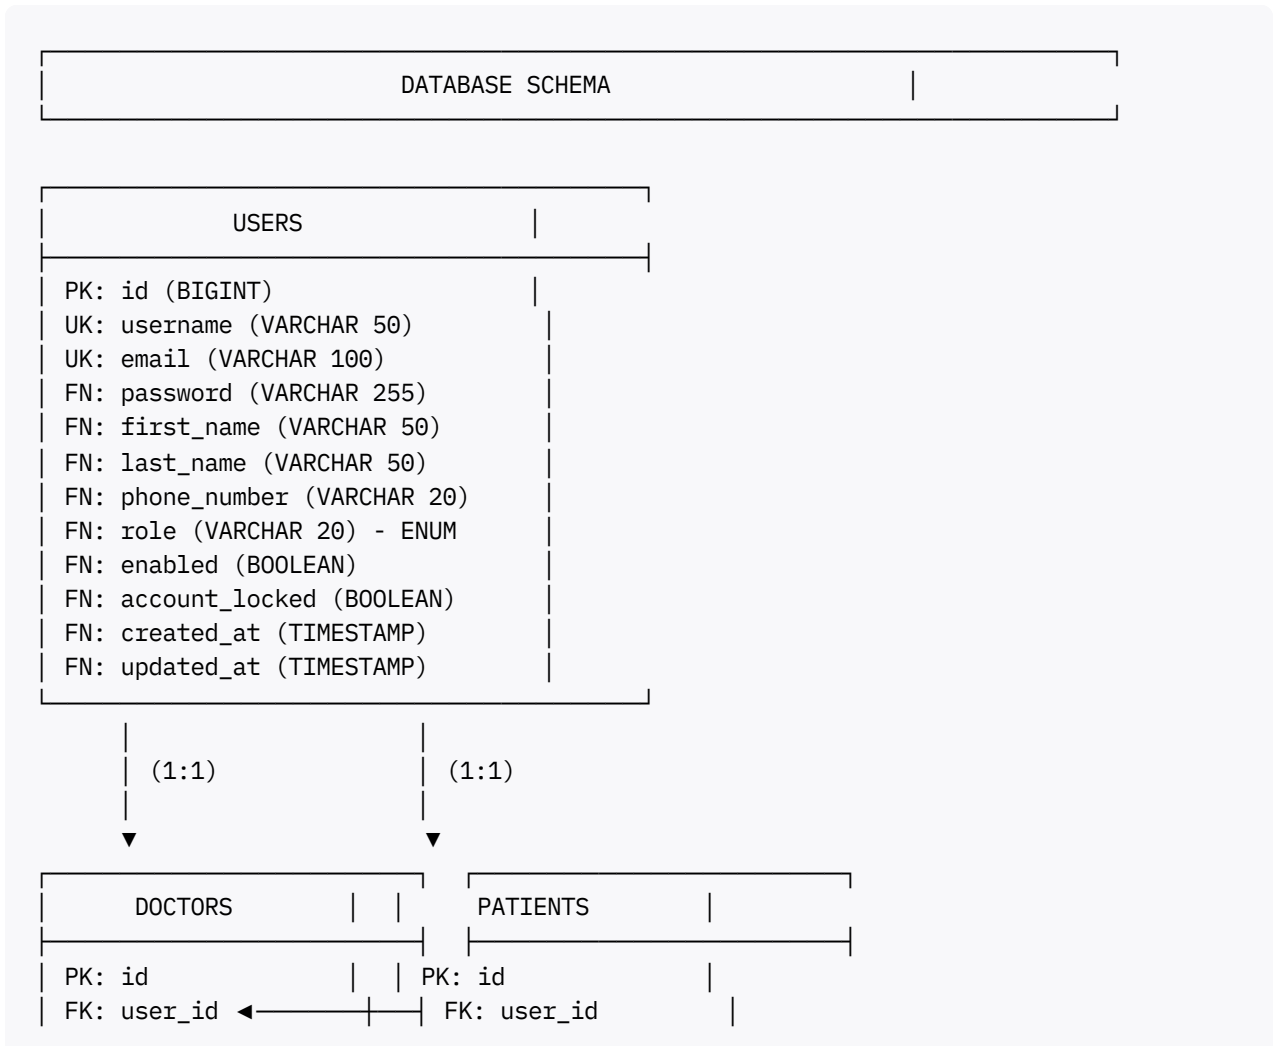 DATABASE SCHEMA
USERS
PK: id (BIGINT)
UK: username (VARCHAR 50)
UK: email (VARCHAR 100)
FN: password (VARCHAR 255)
FN: first_name (VARCHAR 50)
FN: last_name (VARCHAR 50)
FN: phone_number (VARCHAR 20)
FN: role (VARCHAR 20) - ENUM
FN: enabled (BOOLEAN)
FN: account_locked (BOOLEAN)
FN: created_at (TIMESTAMP)
FN: updated_at (TIMESTAMP)
(1:1) (1:1)
DOCTORS PATIENTS
PK: id PK: id
FK: user_id FK: user_id